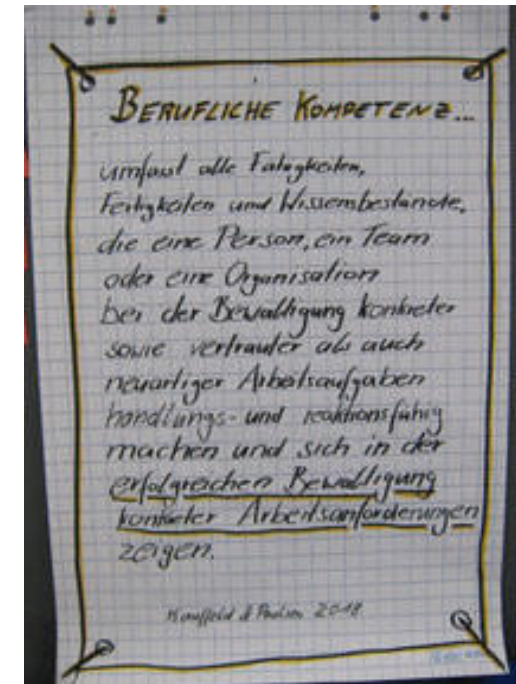 BERUFLICHE KOMPETENZ...
umfasst alle Fähigkeiten,
Fertigkeiten und Wissensbestände,
die eine Person, ein Team
oder eine Organisation
bei der Bewältigung konkreter
sowie vertrauter als auch
neuartiger Arbeitsaufgaben
handlungs- und reaktionsfähig
machen und sich in der
erfolgreichen Bewältigung
konkreter Arbeitsanforderungen
zeigen.
Kauffeld & Paulsen 2018